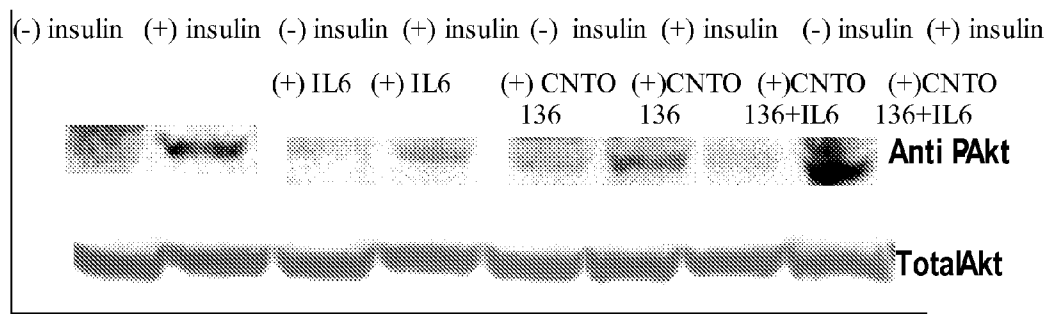 (-) insulin (+) insulin (-) insulin (+) insulin (-) insulin (+) insulin (-) insulin (+) insulin
(+) IL6 (+) IL6 (+) CNTO (+)CNTO (+)CNTO (+)CNTO
136 136 136+IL6 136+IL6
Anti PAkt
TotalAkt